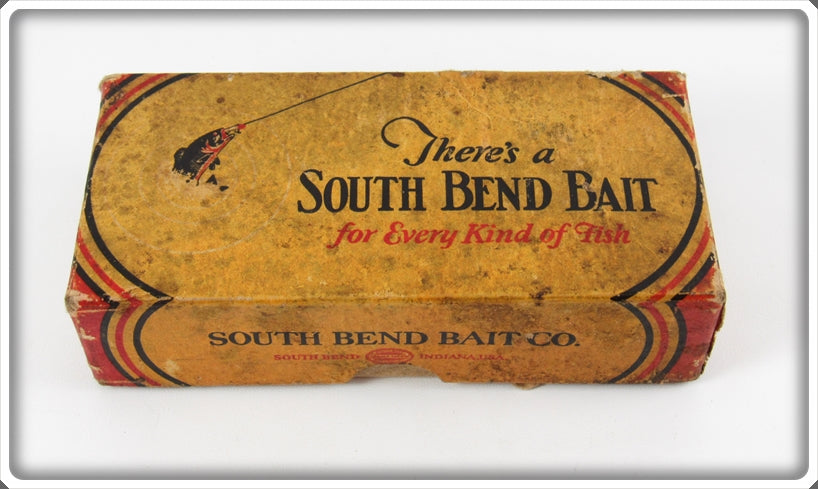 There's a
SOUTH BEND BAIT
for Every Kind of Fish
SOUTH BEND BAIT CO.
SOUTH BEND INDIANA, U.S.A.